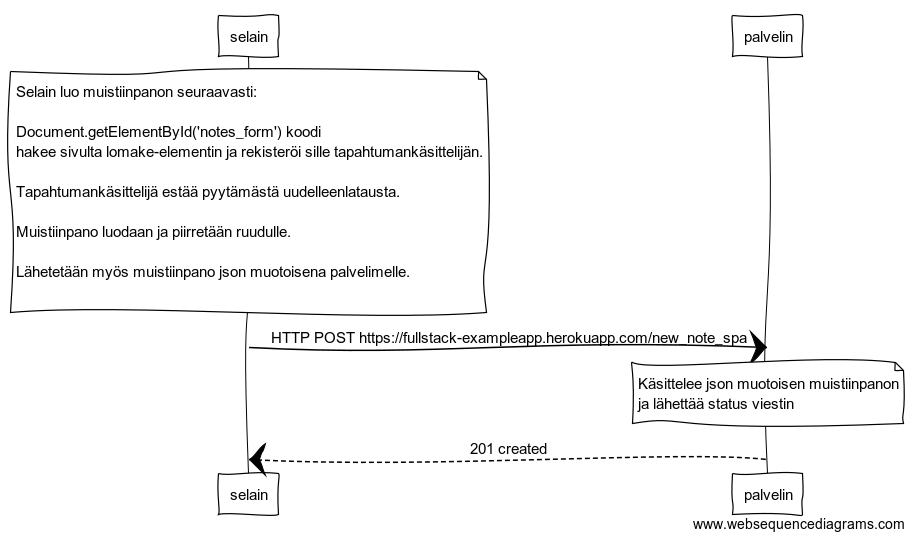 selain
palvelin
Selain luo muistiinpanon seuraavasti:
Document.getElementById('notes_form') koodi
hakee sivulta lomake-elementin ja rekisteröi sille tapahtumankäsittelijän.
Tapahtumankäsittelijä estää pyytämästä uudelleenlatausta.
Muistiinpano luodaan ja piirretään ruudulle.
Lähetetään myös muistiinpano json muotoisena palvelimelle.
HTTP POST https://fullstack-exampleapp.herokuapp.com/new_note_spa
Käsittelee json muotoisen muistiinpanon
ja lähettää status viestin
201 created
selain
palvelin
www.websequencediagrams.com